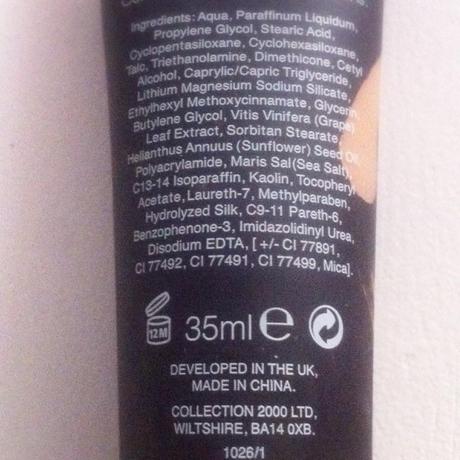 Ingredients: Aqua, Paraffinum Liquidum,
Propylene Glycol, Stearic Acid,
Cyclopentasiloxane, Cyclohexasiloxane,
Talc, Triethanolamine, Dimethicone, Cetyl
Alcohol, Caprylic/Capric Triglyceride,
Lithium Magnesium Sodium Silicate,
Ethylhexyl Methoxycinnamate, Glycerin,
Butylene Glycol, Vitis Vinifera (Grape)
Leaf Extract, Sorbitan Stearate,
Helianthus Annuus (Sunflower) Seed Oil,
Polyacrylamide, Maris Sal(Sea Salt),
C13-14 Isoparaffin, Kaolin, Tocopheryl
Acetate, Laureth-7, Methylparaben,
Hydrolyzed Silk, C9-11 Pareth-6,
Benzophenone-3, Imidazolidinyl Urea,
Disodium EDTA, [ +/- CI 77891,
CI 77492, CI 77491, CI 77499, Mica].
12M 35ml e
DEVELOPED IN THE UK,
MADE IN CHINA.
COLLECTION 2000 LTD,
WILTSHIRE, BA14 0XB.
1026/1